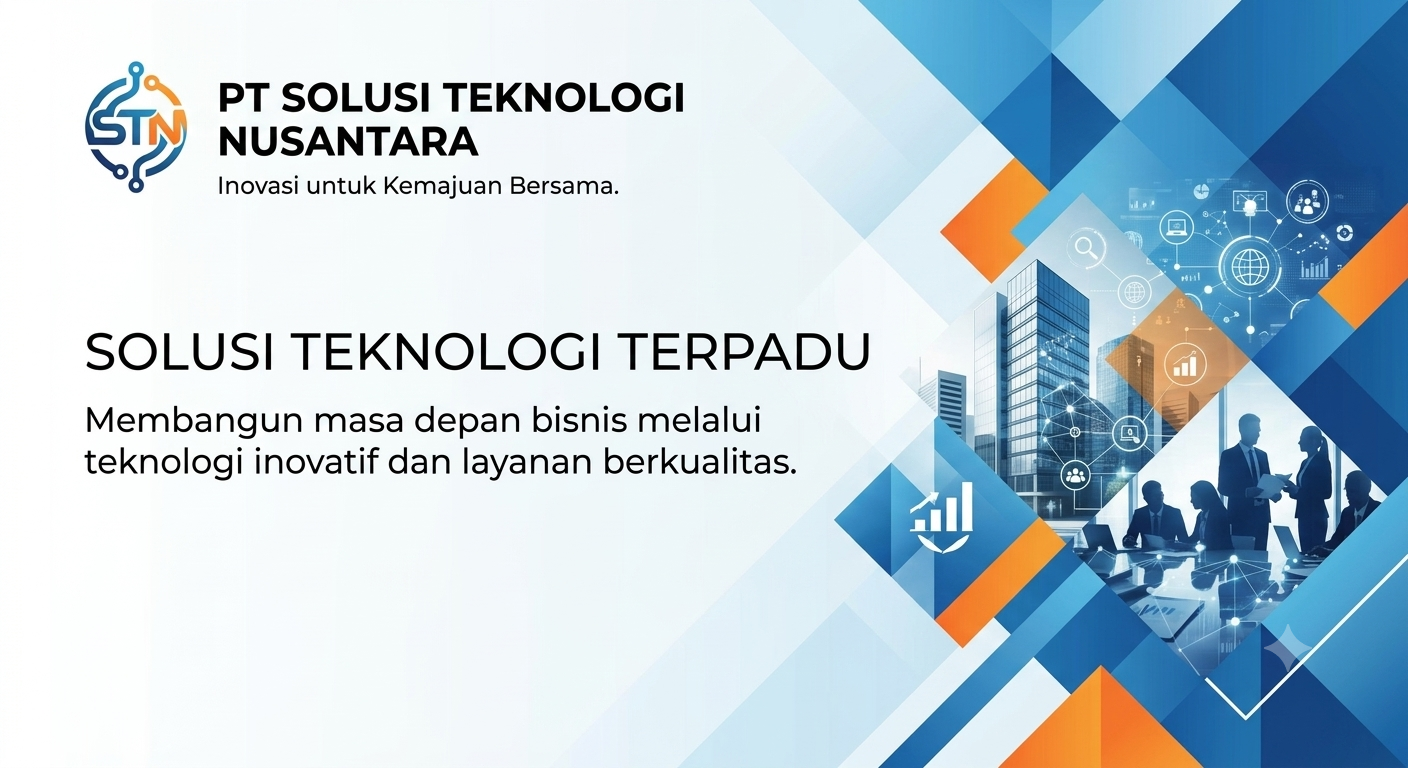 STN
PT SOLUSI TEKNOLOGI
NUSANTARA
Inovasi untuk Kemajuan Bersama.
SOLUSI TEKNOLOGI TERPADU
Membangun masa depan bisnis melalui
teknologi inovatif dan layanan berkualitas.